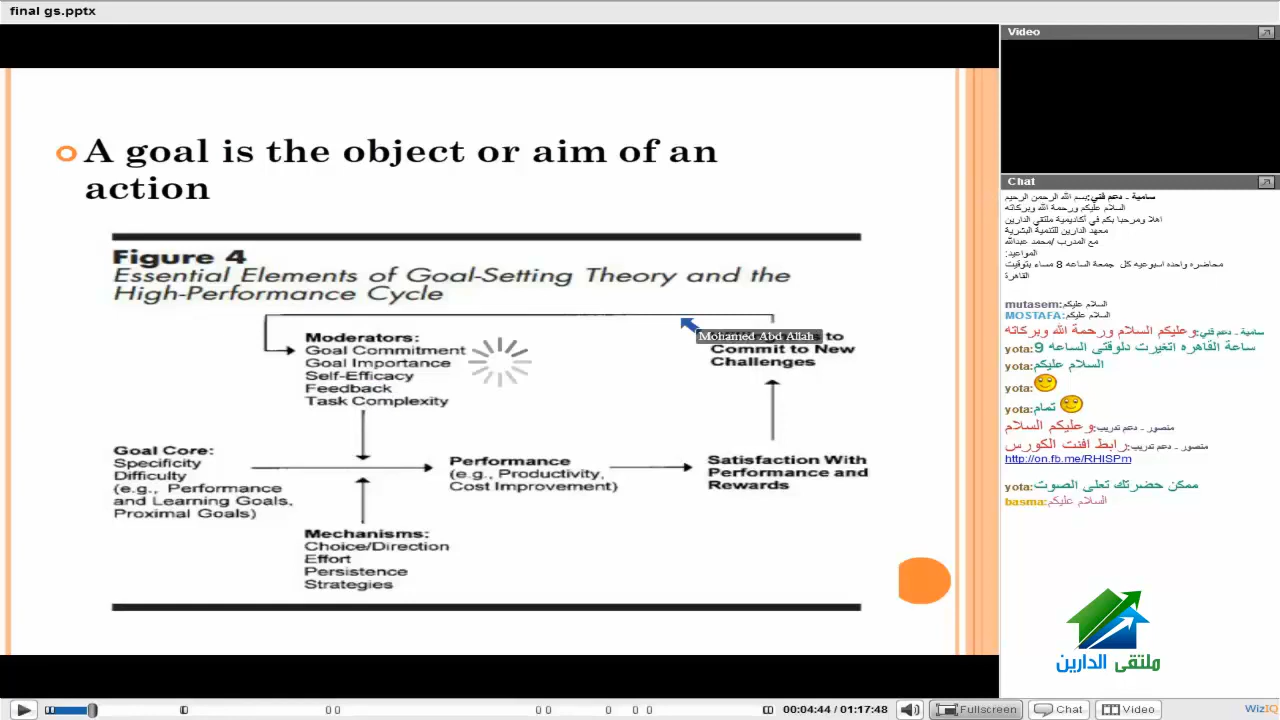 final gs.pptx
A goal is the object or aim of an
action
Figure 4
Essential Elements of Goal-Setting Theory and the
High-Performance Cycle
Moderators:
Goal Commitment
Goal Importance
Self-Efficacy
Feedback
Task Complexity
Mohamed Abd Allah
to
Commit to New
Challenges
Goal Core:
Specificity
Difficulty
(e.g., Performance
and Learning Goals,
Proximal Goals)
Performance
(e.g., Productivity,
Cost Improvement)
Satisfaction With
Performance and
Rewards
Mechanisms:
Choice/Direction
Effort
Persistence
Strategies
Video
Chat
سامية - دعم فني:بسم الله الرحمن الرحيم
السلام عليكم ورحمة الله وبركاته
اهلا ومرحبا بكم في أكاديمية ملتقي الدارين
معهد الدارين للتنمية البشرية
مع المدرب /محمد عبدالله
المواعيد:
محاضره واحده اسبوعيه كل جمعة الساعه 8 مساء بتوقيت
القاهرة
mutasem:السلام عليكم
MOSTAFA:السلام عليكم
سامية - دعم فني:وعليكم السلام ورحمة الله وبركاته
yota:ساعة القاهره اتغيرت دلوقتى الساعه 9
yota:السلام عليكم
yota:
yota:تمام
منصور - دعم تدريب:وعليكم السلام
منصور - دعم تدريب:رابط افنت الكورس
http://on.fb.me/RHISPm
yota:ممكن حضرتك تعلى الصوت
basma:السلام عليكم
ملتقى الدارين
00:04:44 / 01:17:48
Fullscreen
Chat
Video
WizIQ